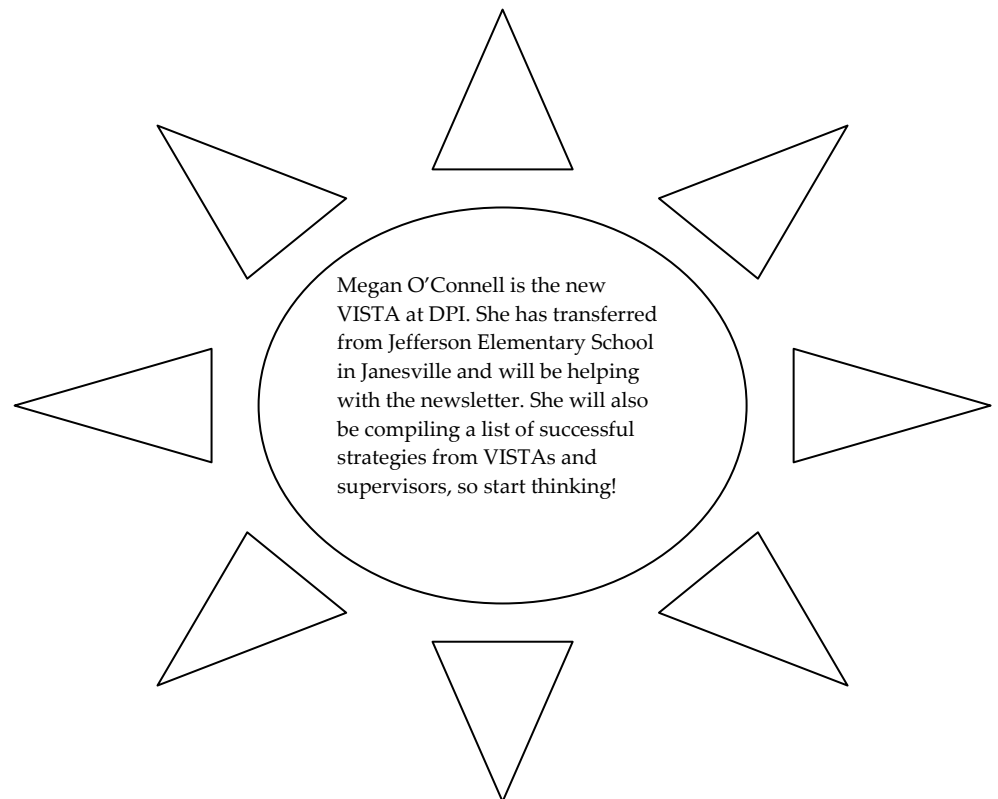 Megan O’Connell is the new
VISTA at DPI. She has transferred
from Jefferson Elementary School
in Janesville and will be helping
with the newsletter. She will also
be compiling a list of successful
strategies from VISTAs and
supervisors, so start thinking!